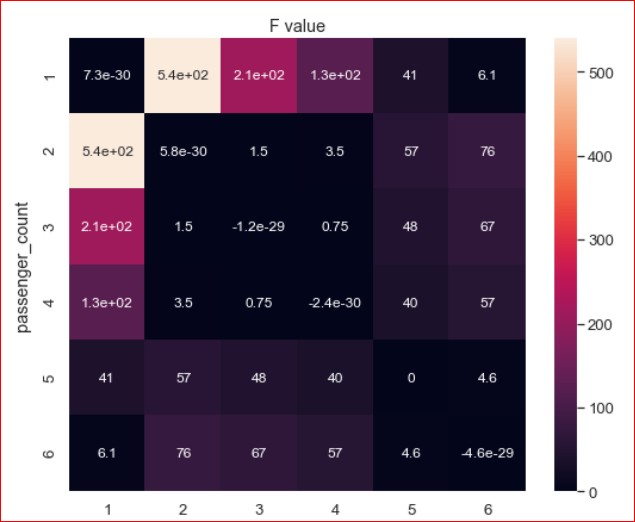 F value
1 7.3e-30 5.4e+02 2.1e+02 1.3e+02 41 6.1
2 5.4e+02 5.8e-30 1.5 3.5 57 76
3 2.1e+02 1.5 -1.2e-29 0.75 48 67
4 1.3e+02 3.5 0.75 -2.4e-30 40 57
5 41 57 48 40 0 4.6
6 6.1 76 67 57 4.6 -4.6e-29
1 2 3 4 5 6
passenger_count
500
400
300
200
100
0